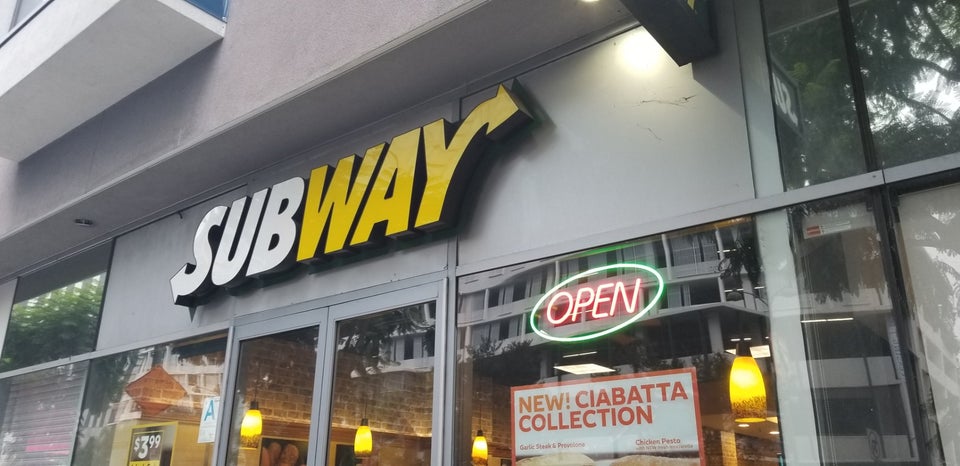 SUBWAY
OPEN
NEW! CIABATTA
COLLECTION
Garlic Steak & Provolone
Chicken Pesto
$3.99
A